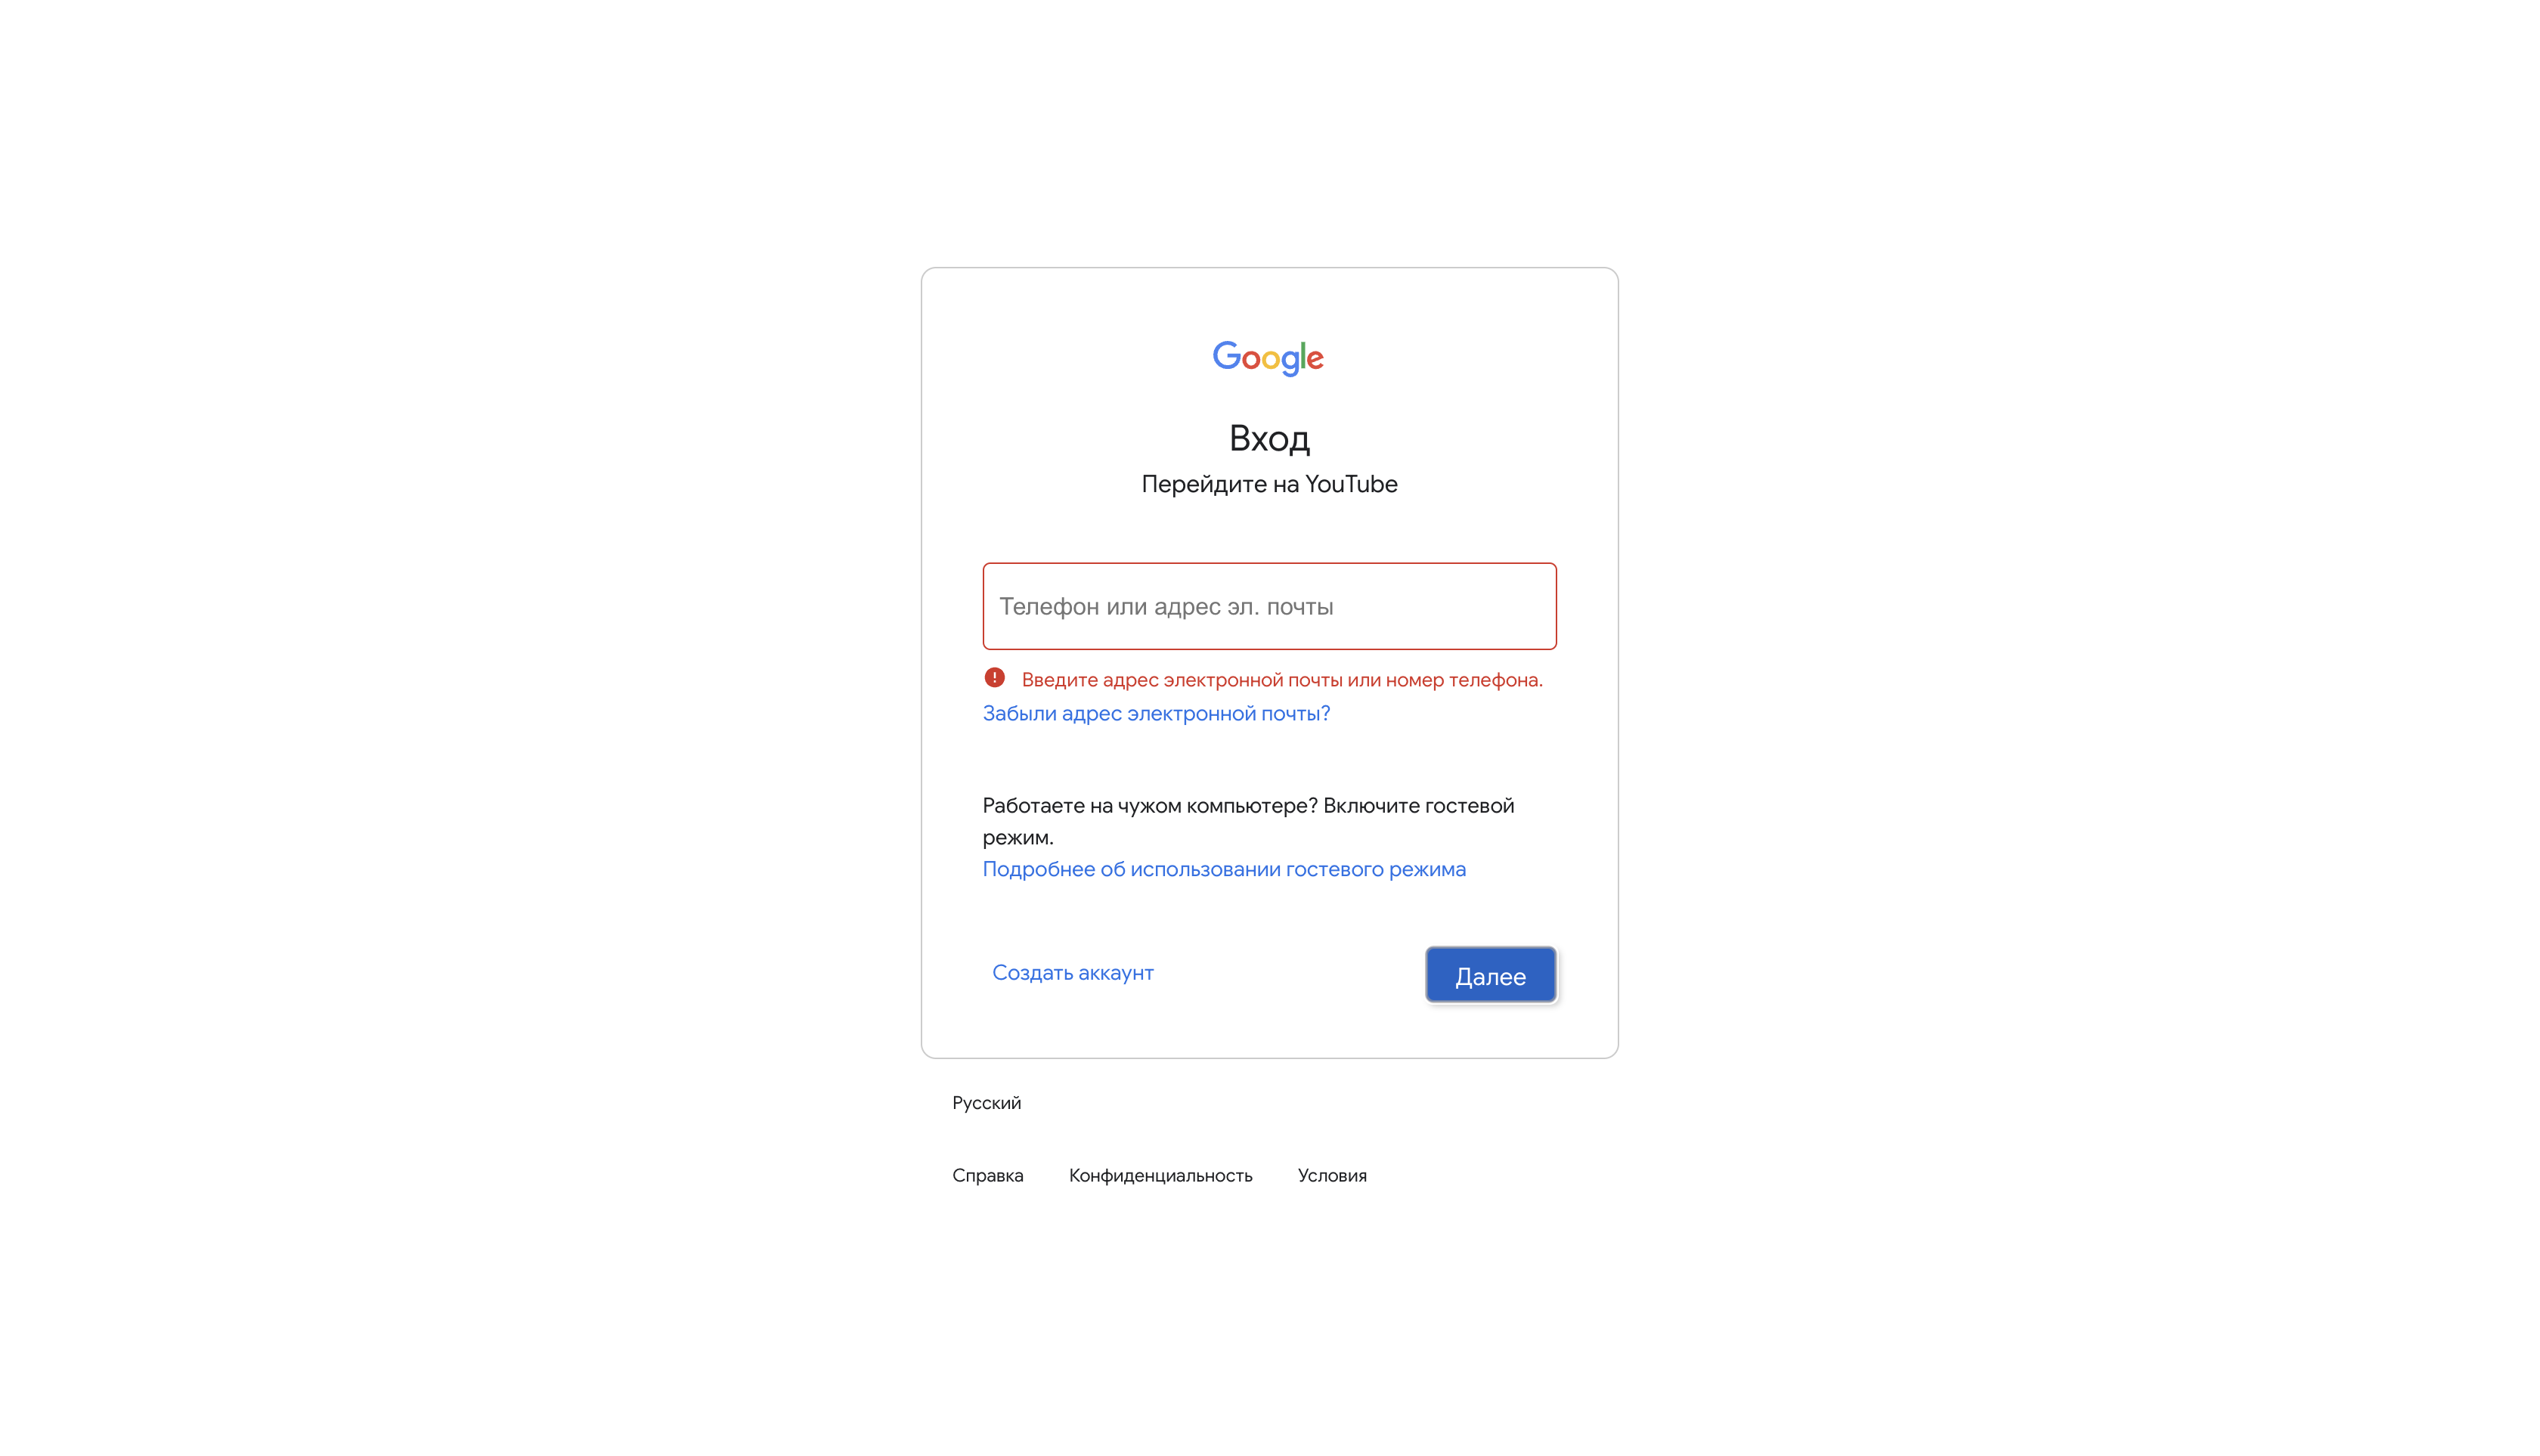 Google
Вход
Перейдите на YouTube
Телефон или адрес эл. почты
Введите адрес электронной почты или номер телефона.
Забыли адрес электронной почты?
Работаете на чужом компьютере? Включите гостевой
режим.
Подробнее об использовании гостевого режима
Создать аккаунт
Далее
Русский
Справка Конфиденциальность Условия